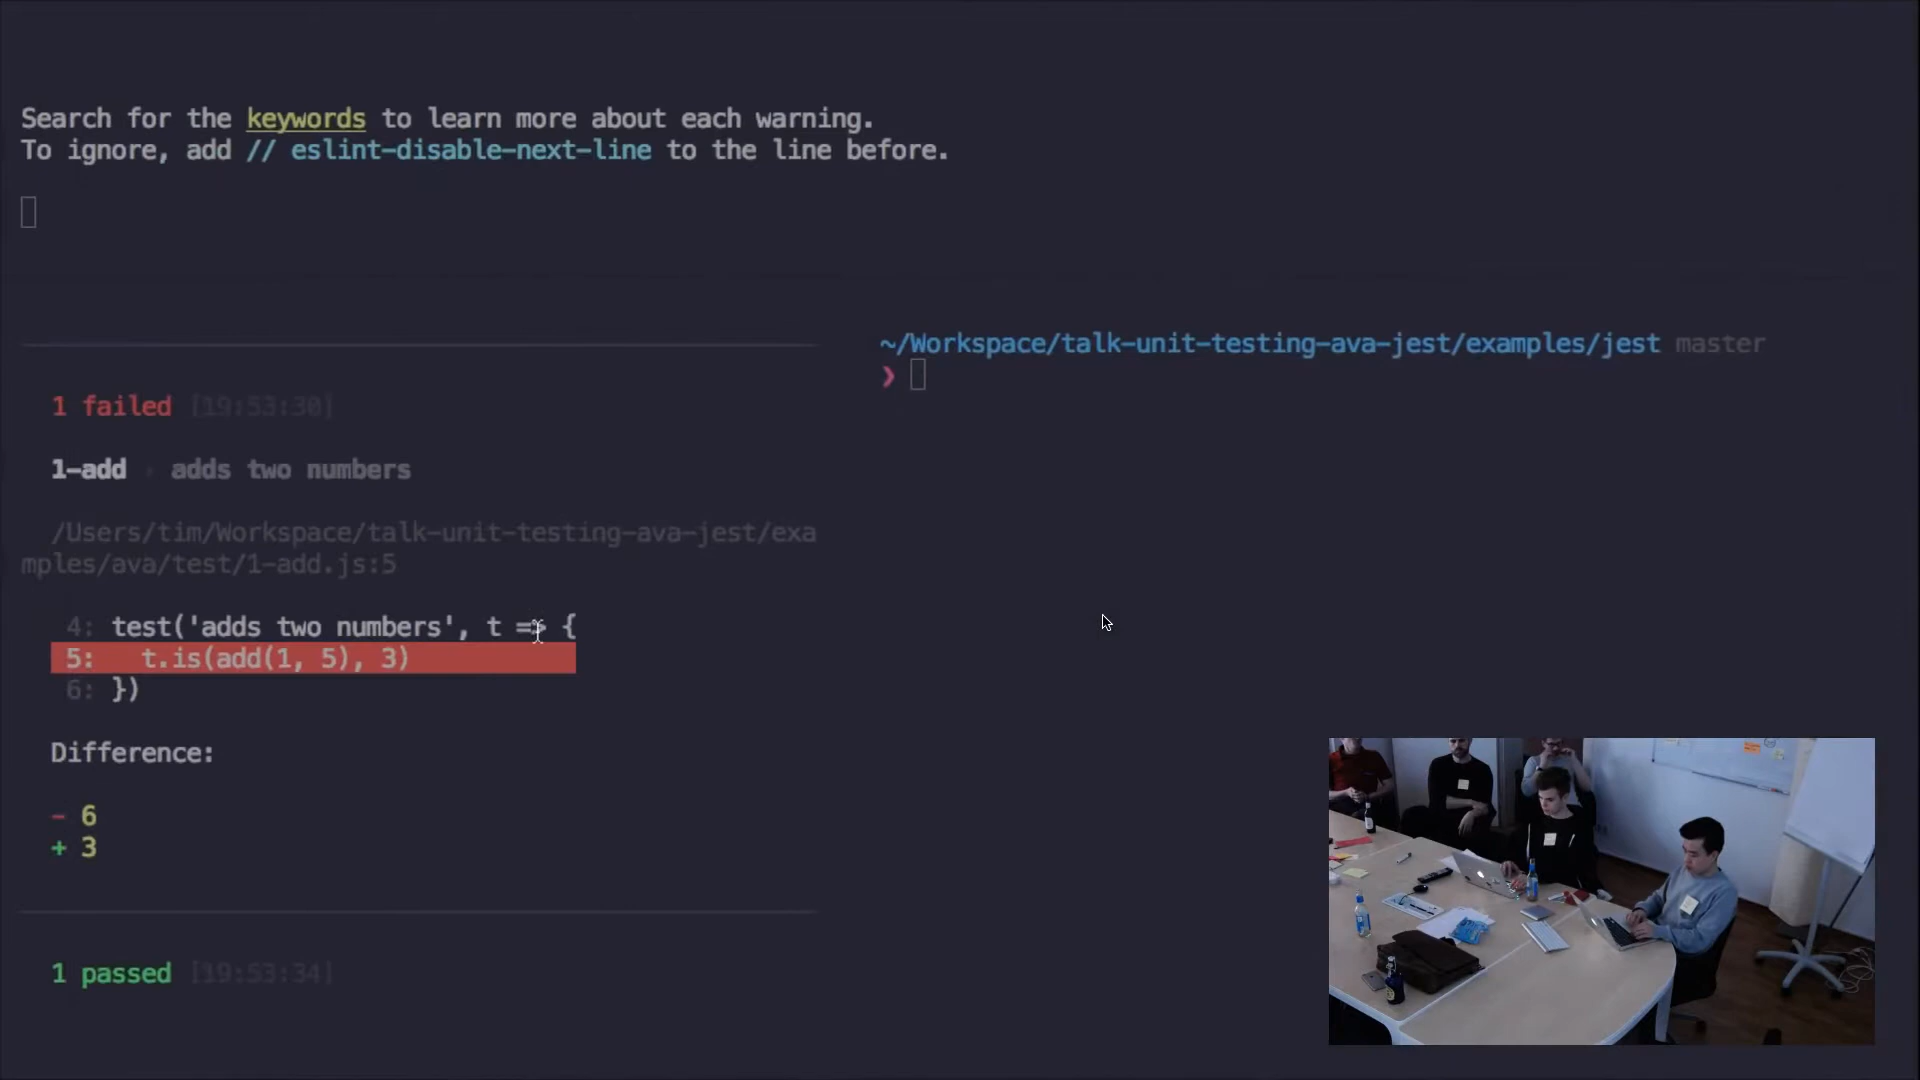 Search for the keywords to learn more about each warning.
To ignore, add // eslint-disable-next-line to the line before.
1 failed [19:53:30]
1-add · adds two numbers
/Users/tim/Workspace/talk-unit-testing-ava-jest/exa
mples/ava/test/1-add.js:5
4: test('adds two numbers', t => {
5:   t.is(add(1, 5), 3)
6: })
Difference:
- 6
+ 3
1 passed [19:53:34]
~/Workspace/talk-unit-testing-ava-jest/examples/jest master
❯